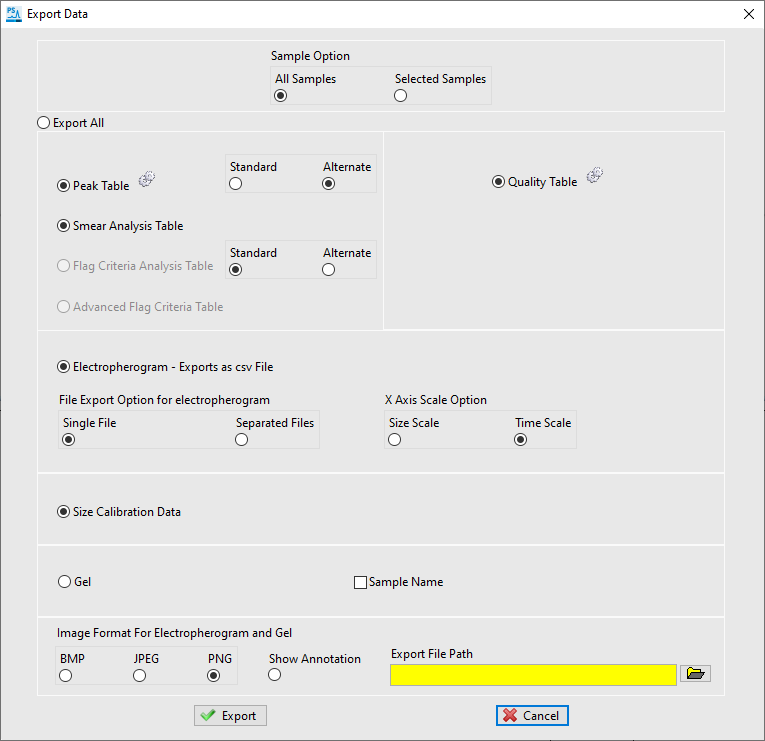 Export Data
Sample Option
All Samples Selected Samples
Export All
Standard Alternate
Peak Table
Quality Table
Smear Analysis Table
Standard Alternate
Flag Criteria Analysis Table
Advanced Flag Criteria Table
Electropherogram - Exports as csv File
File Export Option for electropherogram X Axis Scale Option
Single File Separated Files Size Scale Time Scale
Size Calibration Data
Gel Sample Name
Image Format For Electropherogram and Gel
BMP JPEG PNG Show Annotation Export File Path
Export Cancel